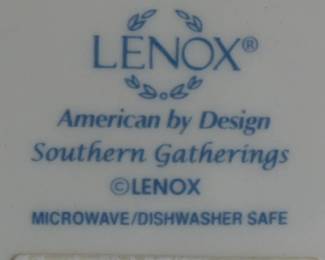 LENOX®
American by Design
Southern Gatherings
©LENOX
MICROWAVE/DISHWASHER SAFE